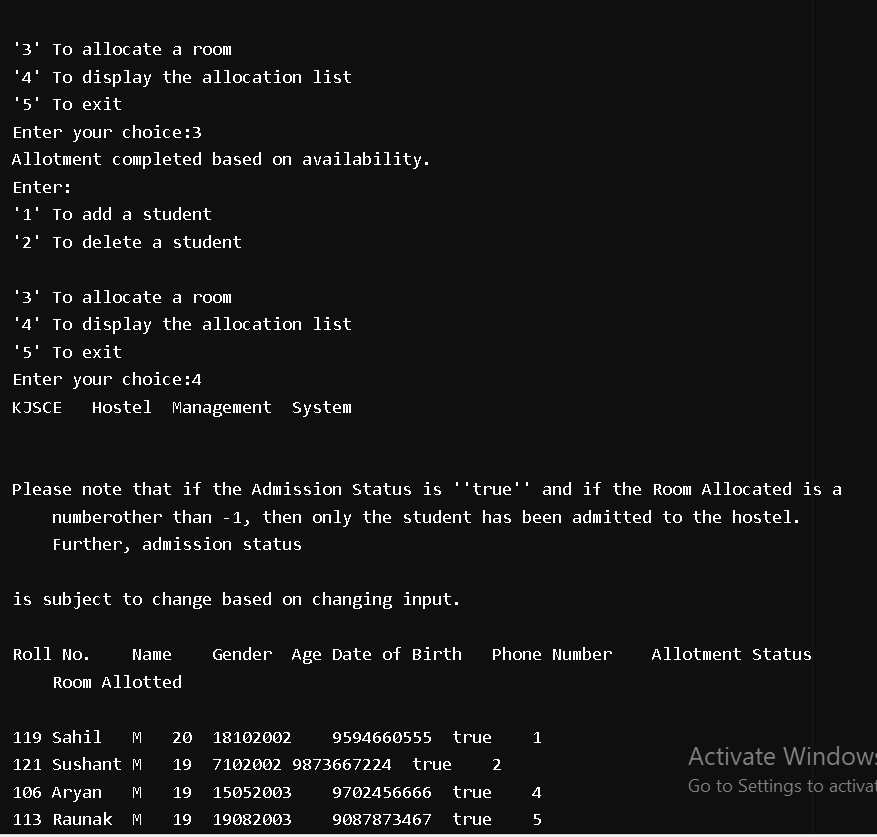 '3' To allocate a room
'4' To display the allocation list
'5' To exit
Enter your choice:3
Allotment completed based on availability.
Enter:
'1' To add a student
'2' To delete a student
'3' To allocate a room
'4' To display the allocation list
'5' To exit
Enter your choice:4
KJSCE   Hostel  Management  System
Please note that if the Admission Status is ''true'' and if the Room Allocated is a
numberother than -1, then only the student has been admitted to the hostel.
Further, admission status
is subject to change based on changing input.
Roll No.    Name    Gender  Age Date of Birth   Phone Number    Allotment Status
Room Allotted
119 Sahil   M   20  18102002    9594660555  true    1
121 Sushant M   19  7102002 9873667224  true    2
106 Aryan   M   19  15052003    9702456666  true    4
113 Raunak  M   19  19082003    9087873467  true    5
Activate Windows
Go to Settings to activat